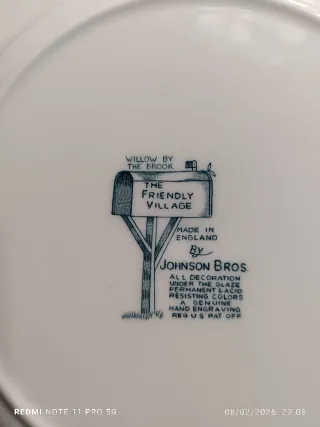 WILLOW BY
THE BROOK
THE
FRIENDLY
VILLAGE
MADE IN
ENGLAND
By
JOHNSON BROS.
ALL DECORATION
UNDER THE GLAZE
PERMANENT & ACID
RESISTING COLORS
A GENUINE
HAND ENGRAVING
REG U S PAT OFF
REDMI NOTE 11 PRO 5G
08/02/2026 22:06